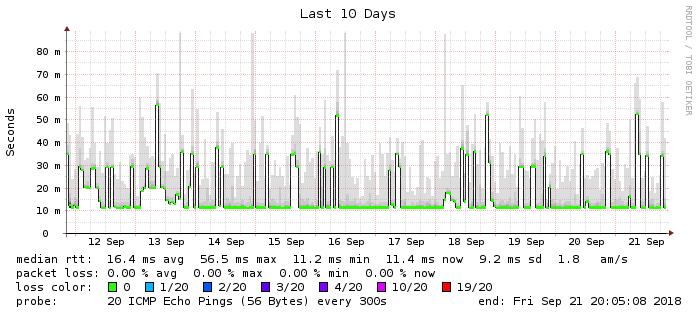 Last 10 Days
RRDTOOL / TOBI OETIKER
Seconds
80 m
70 m
60 m
50 m
40 m
30 m
20 m
10 m
0
12 Sep 13 Sep 14 Sep 15 Sep 16 Sep 17 Sep 18 Sep 19 Sep 20 Sep 21 Sep
median rtt: 16.4 ms avg 56.5 ms max 11.2 ms min 11.4 ms now 9.2 ms sd 1.8 am/s
packet loss: 0.00 % avg 0.00 % max 0.00 % min 0.00 % now
loss color: 0 1/20 2/20 3/20 4/20 10/20 19/20
probe: 20 ICMP Echo Pings (56 Bytes) every 300s end: Fri Sep 21 20:05:08 2018